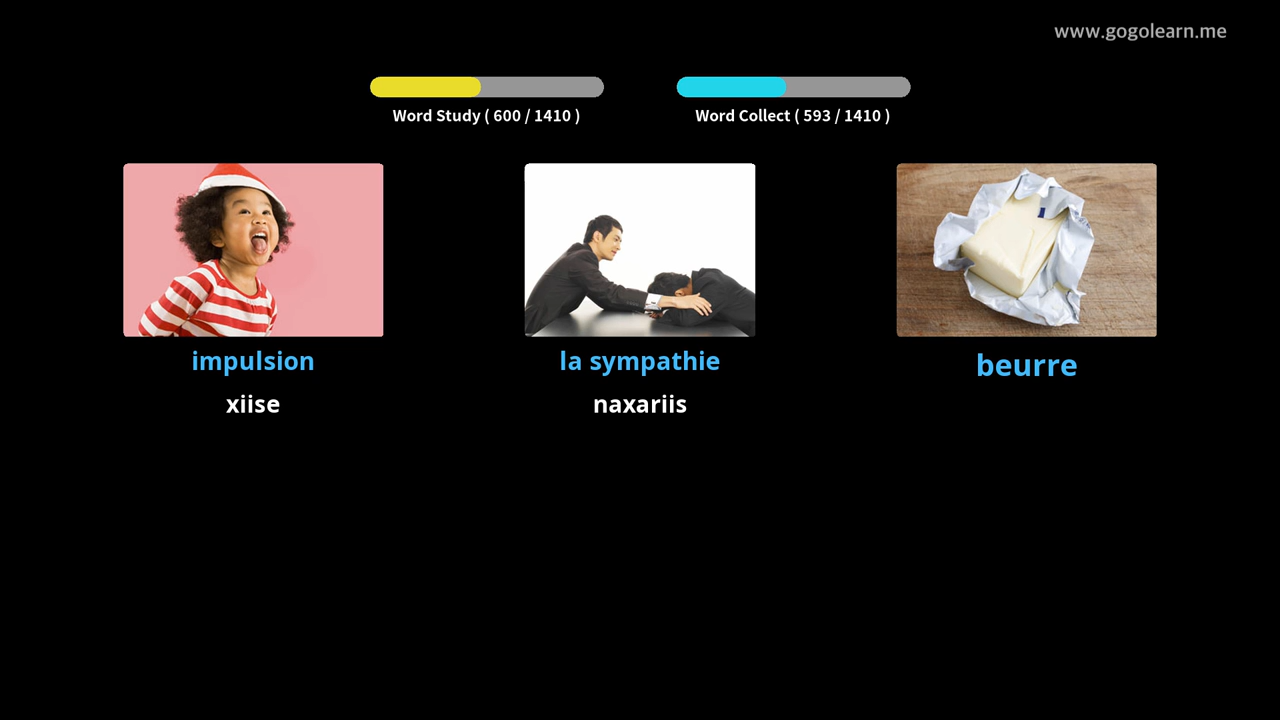 www.gogolearn.me
Word Study ( 600 / 1410 )
Word Collect ( 593 / 1410 )
impulsion
xiise
la sympathie
naxariis
beurre